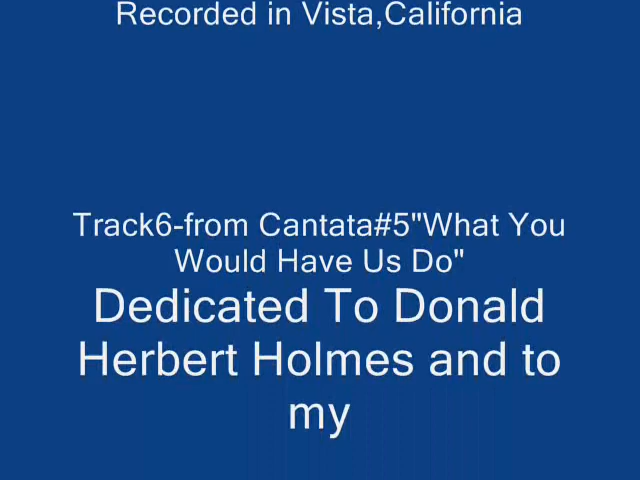 Recorded in Vista,California
Track6-from Cantata#5"What You
Would Have Us Do"
Dedicated To Donald
Herbert Holmes and to
my